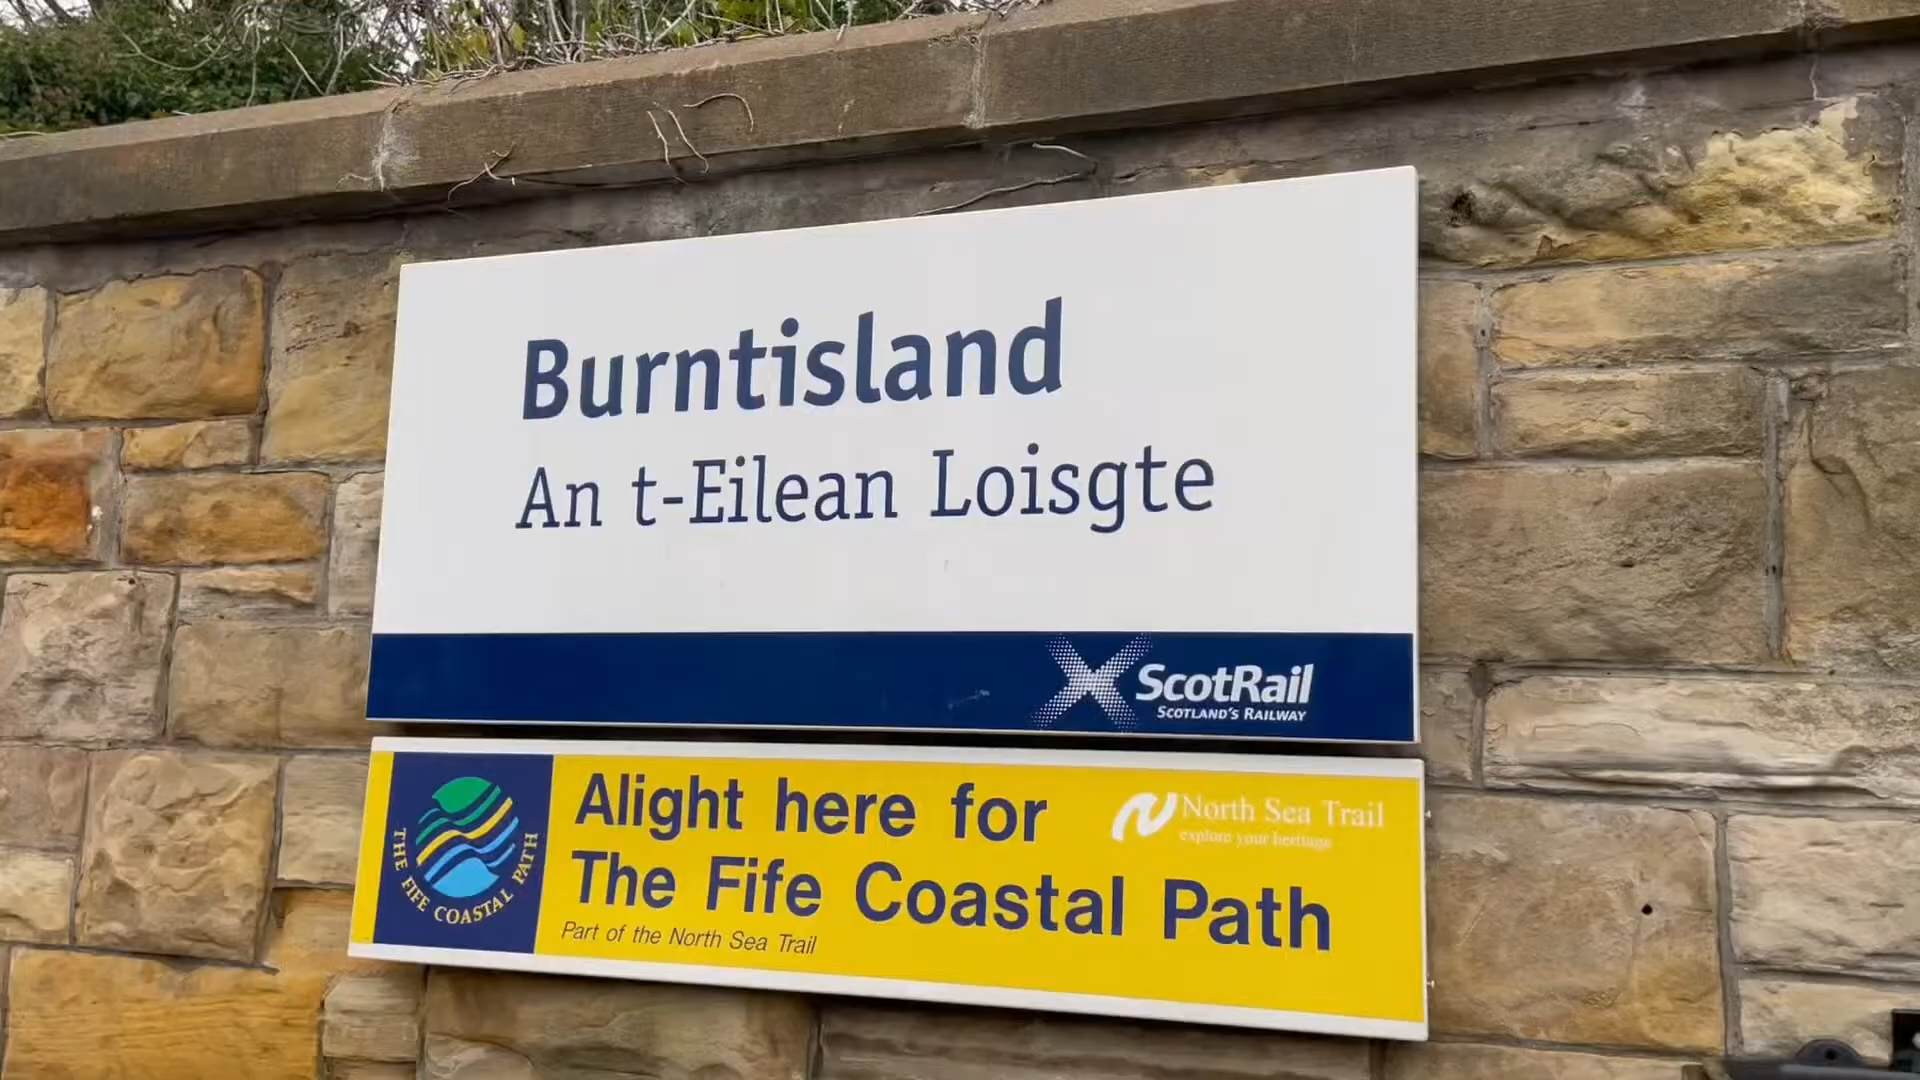 Burntisland
An t-Eilean Loisgte
ScotRail
SCOTLAND'S RAILWAY
THE FIFE COASTAL PATH
Alight here for
The Fife Coastal Path
Part of the North Sea Trail
North Sea Trail
explore your heritage